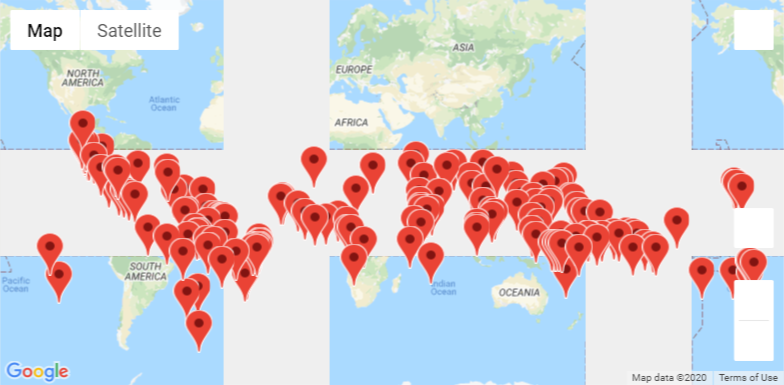 Map Satellite
ASIA
NORTH
AMERICA
EUROPE
Atlantic
Ocean
AFRICA
SOUTH
AMERICA
Pacific
Ocean
Indian
Ocean
OCEANIA
Google
Map data ©2020 Terms of Use